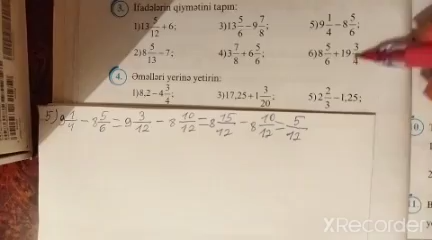 3. İfadələrin qiymətini tapın:
1)13 5/12 + 6; 3)13 5/6 − 9 7/8; 5)9 1/4 − 8 5/6;
2)8 5/13 − 7; 4)3 7/8 + 6 5/6; 6)8 5/6 + 19 3/4
4. Əməlləri yerinə yetirin:
1)8,2 − 4 3/4; 3)17,25 + 1 3/20; 5)2 2/3 − 1,25;
5) 9 1/4 − 8 5/6 = 9 3/12 − 8 10/12 = 8 15/12 − 8 10/12 = 5/12
XRecorder